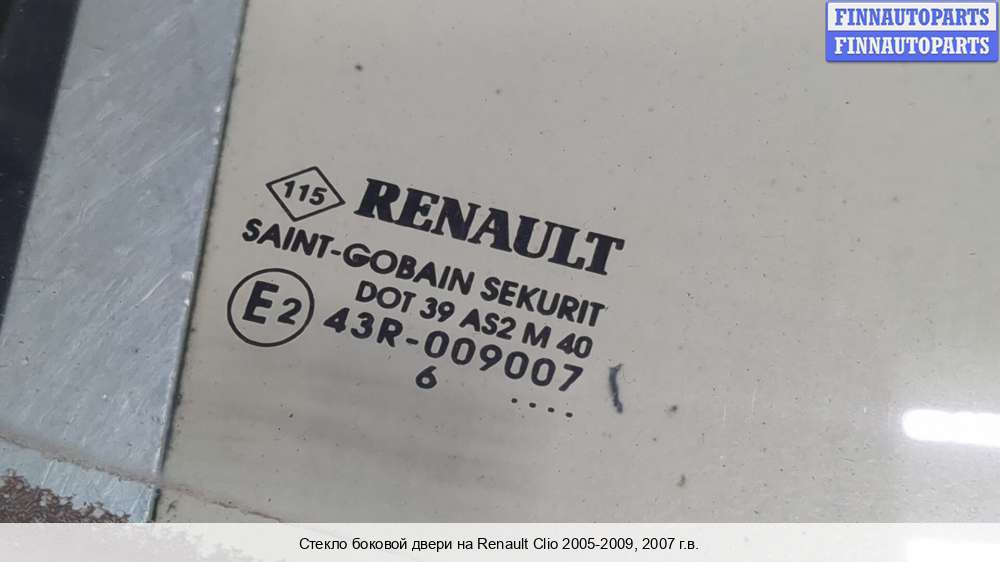 FINNAUTOPARTS
FINNAUTOPARTS
115 RENAULT
SAINT-GOBAIN SEKURIT
DOT 39 AS2 M 40
E2 43R-009007
6 ....
Стекло боковой двери на Renault Clio 2005-2009, 2007 г.в.